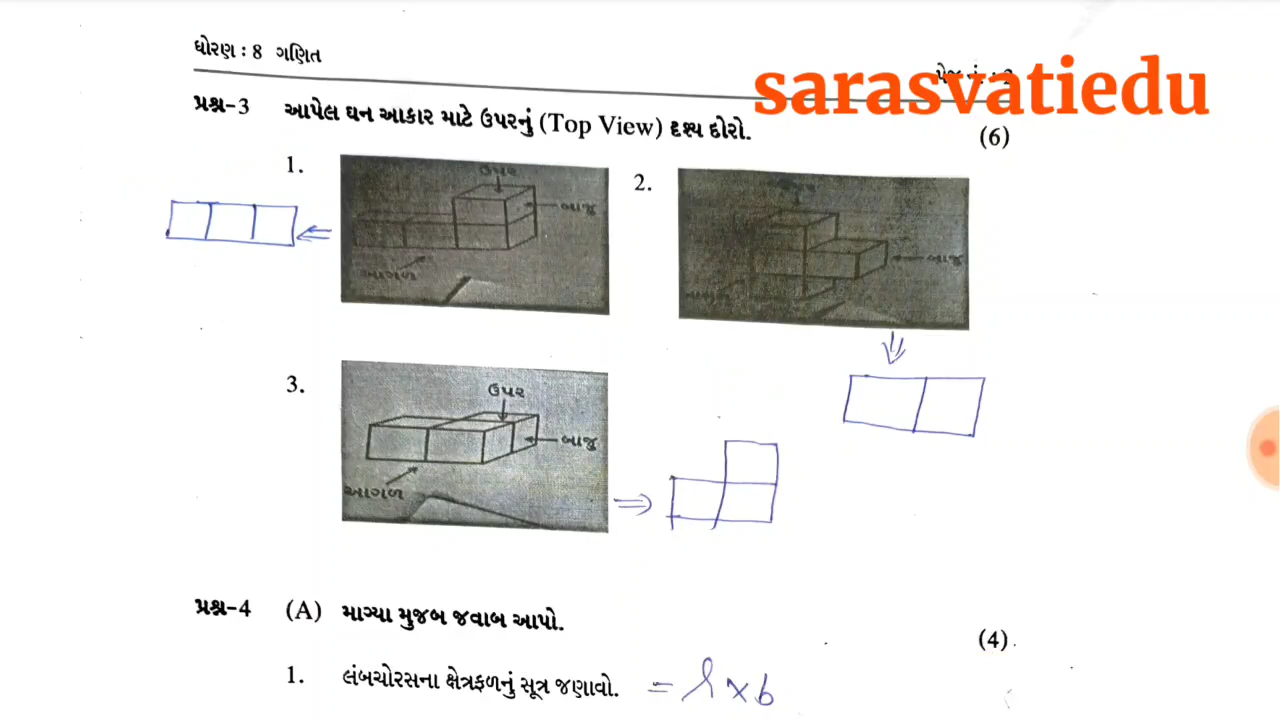 ધોરણ : 8 ગણિત
sarasvatiedu
પ્રશ્ન-3 આપેલ ઘન આકાર માટે ઉપરનું (Top View) દૃશ્ય દોરો. (6)
1.
ઉપર
બાજુ
આગળ
2.
બાજુ
3.
ઉપર
બાજુ
આગળ
પ્રશ્ન-4 (A) માગ્યા મુજબ જવાબ આપો. (4)
1. લંબચોરસના ક્ષેત્રફળનું સૂત્ર જણાવો. = l × b